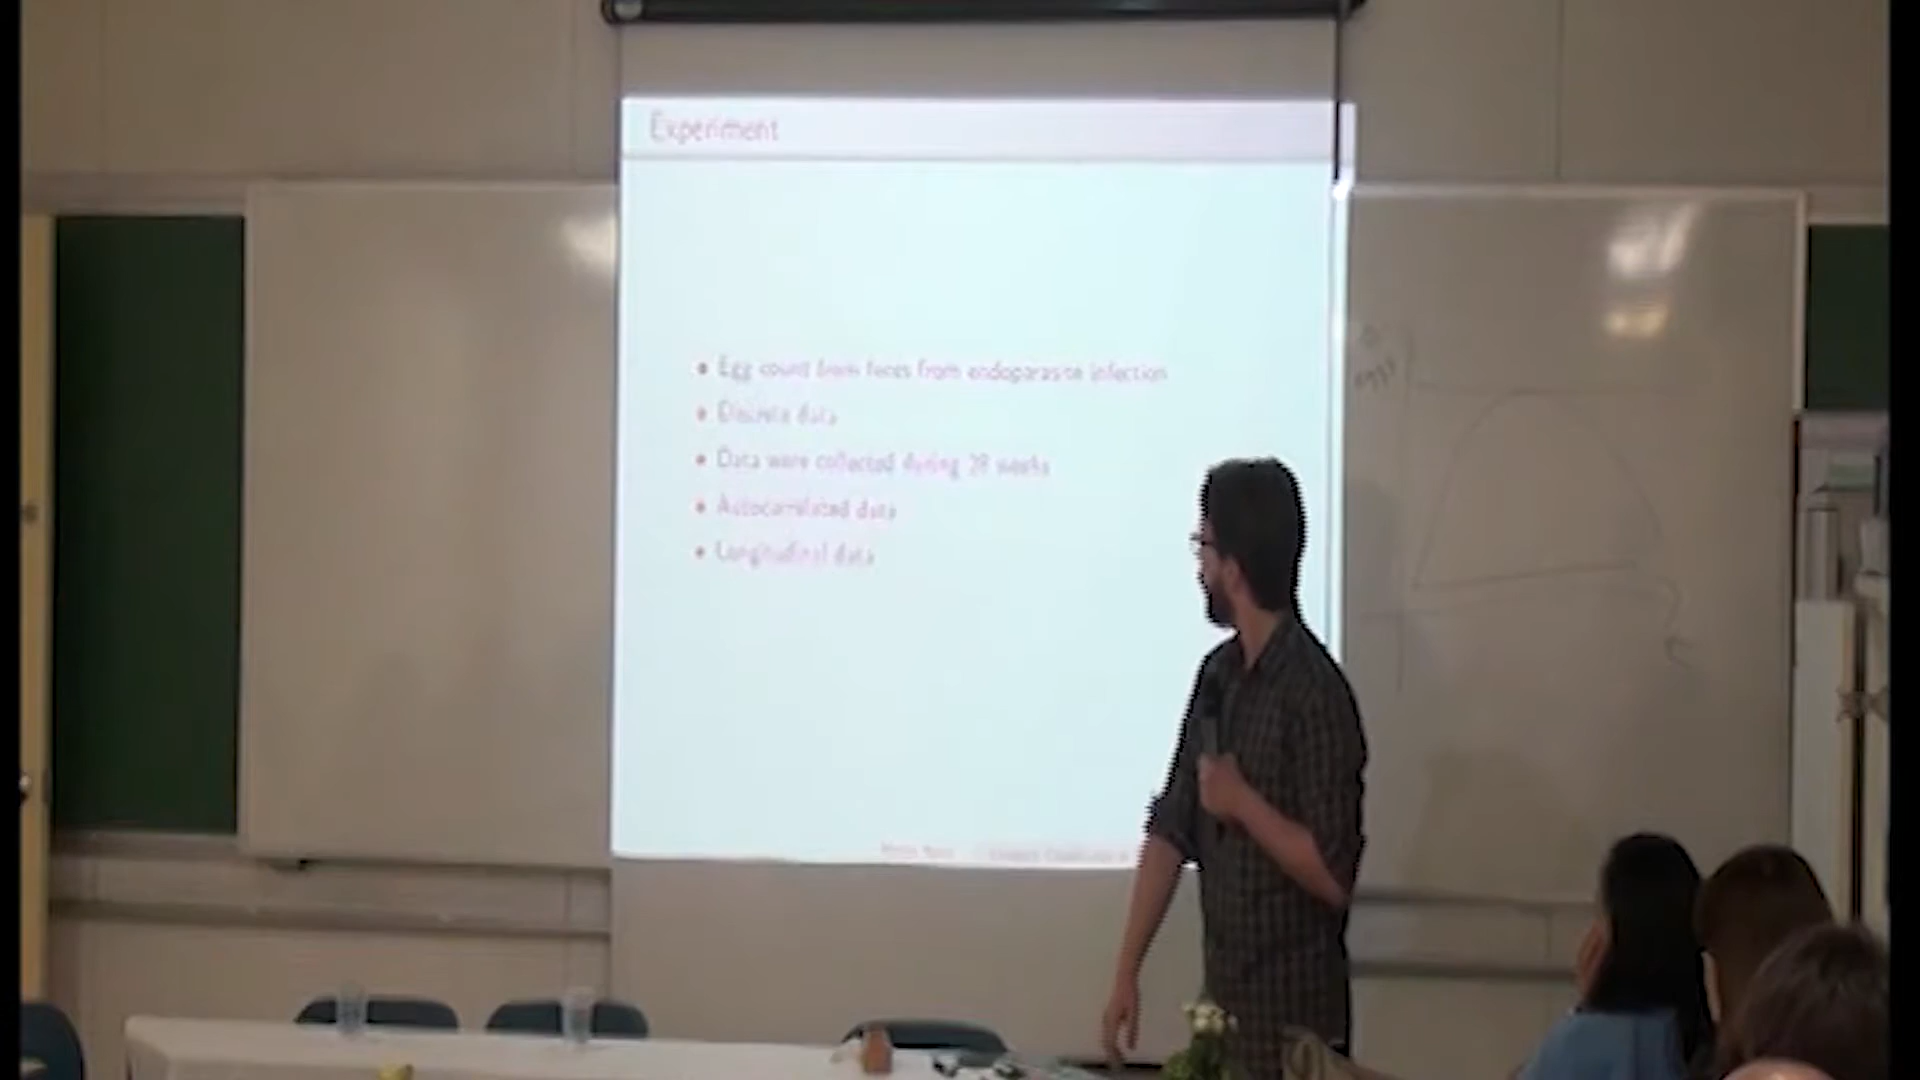 Experiment
• Egg count from feces from endoparasite infection
• Discrete data
• Data were collected during 28 weeks
• Autocorrelated data
• Longitudinal data